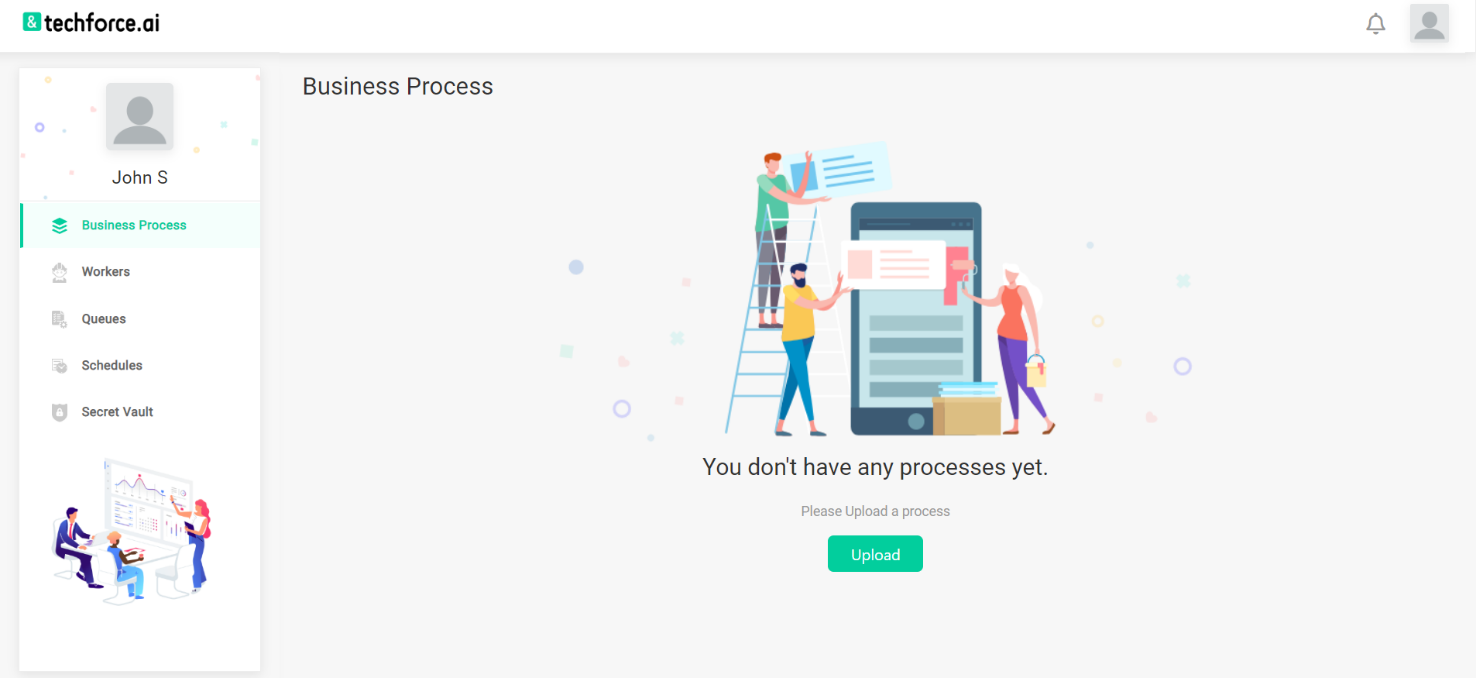 &techforce.ai
John S
Business Process
Workers
Queues
Schedules
Secret Vault
Business Process
You don't have any processes yet.
Please Upload a process
Upload